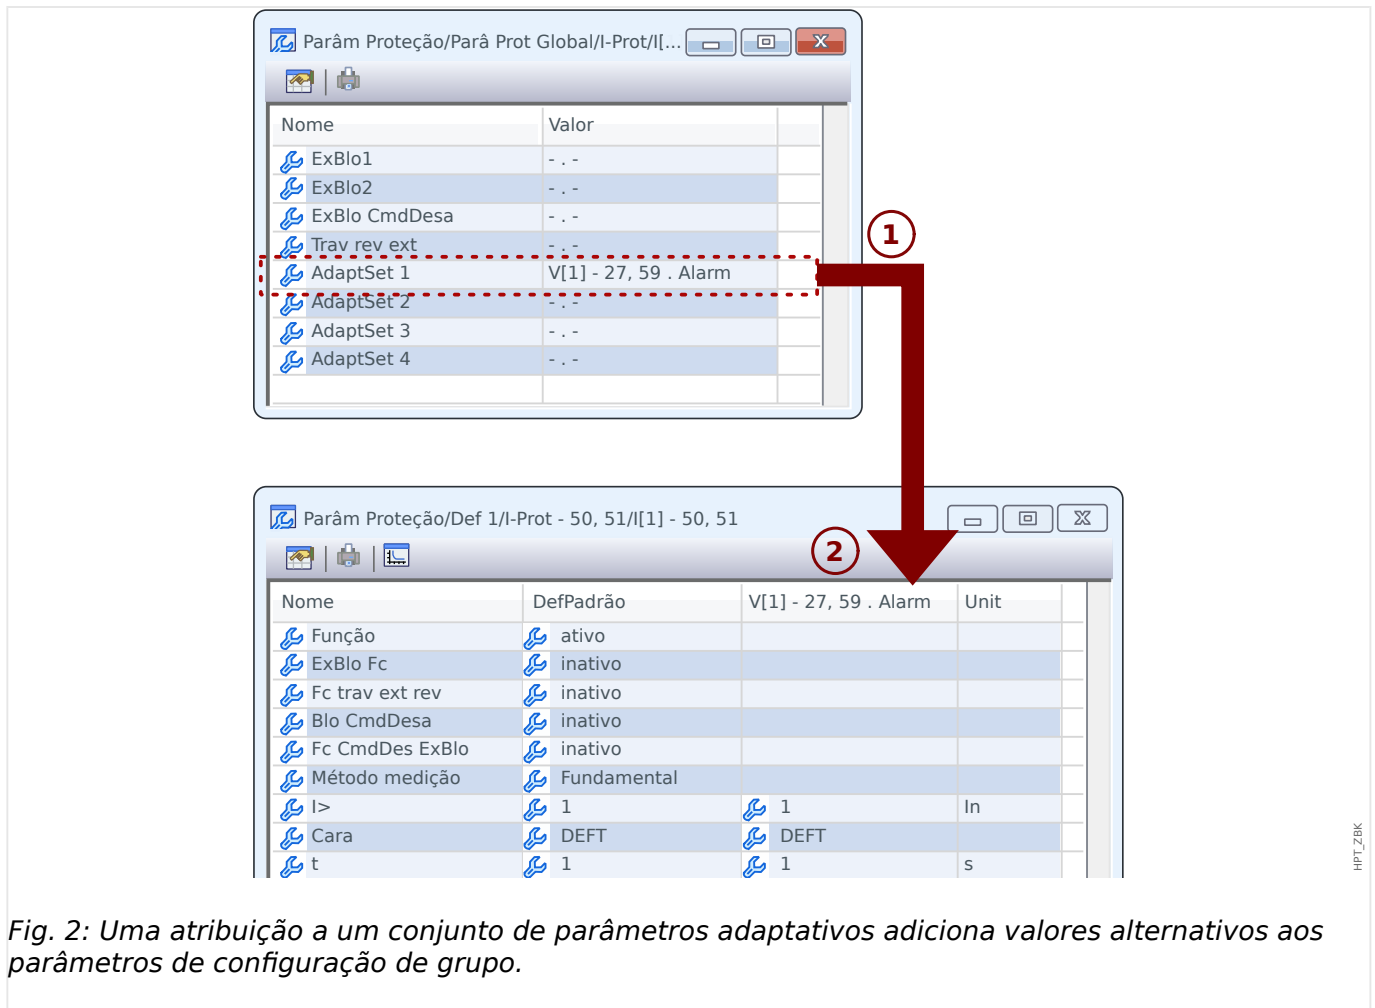 Parâm Proteção/Parâ Prot Global/I-Prot/I[...
Nome Valor
ExBlo1 - . -
ExBlo2 - . -
ExBlo CmdDesa - . -
Trav rev ext - . -
AdaptSet 1 V[1] - 27, 59 . Alarm
AdaptSet 2 - . -
AdaptSet 3 - . -
AdaptSet 4 - . -
1
Parâm Proteção/Def 1/I-Prot - 50, 51/I[1] - 50, 51
2
Nome DefPadrão V[1] - 27, 59 . Alarm Unit
Função ativo
ExBlo Fc inativo
Fc trav ext rev inativo
Blo CmdDesa inativo
Fc CmdDes ExBlo inativo
Método medição Fundamental
I> 1 1 In
Cara DEFT DEFT
t 1 1 s
HPT_ZBK
Fig. 2: Uma atribuição a um conjunto de parâmetros adaptativos adiciona valores alternativos aos
parâmetros de configuração de grupo.